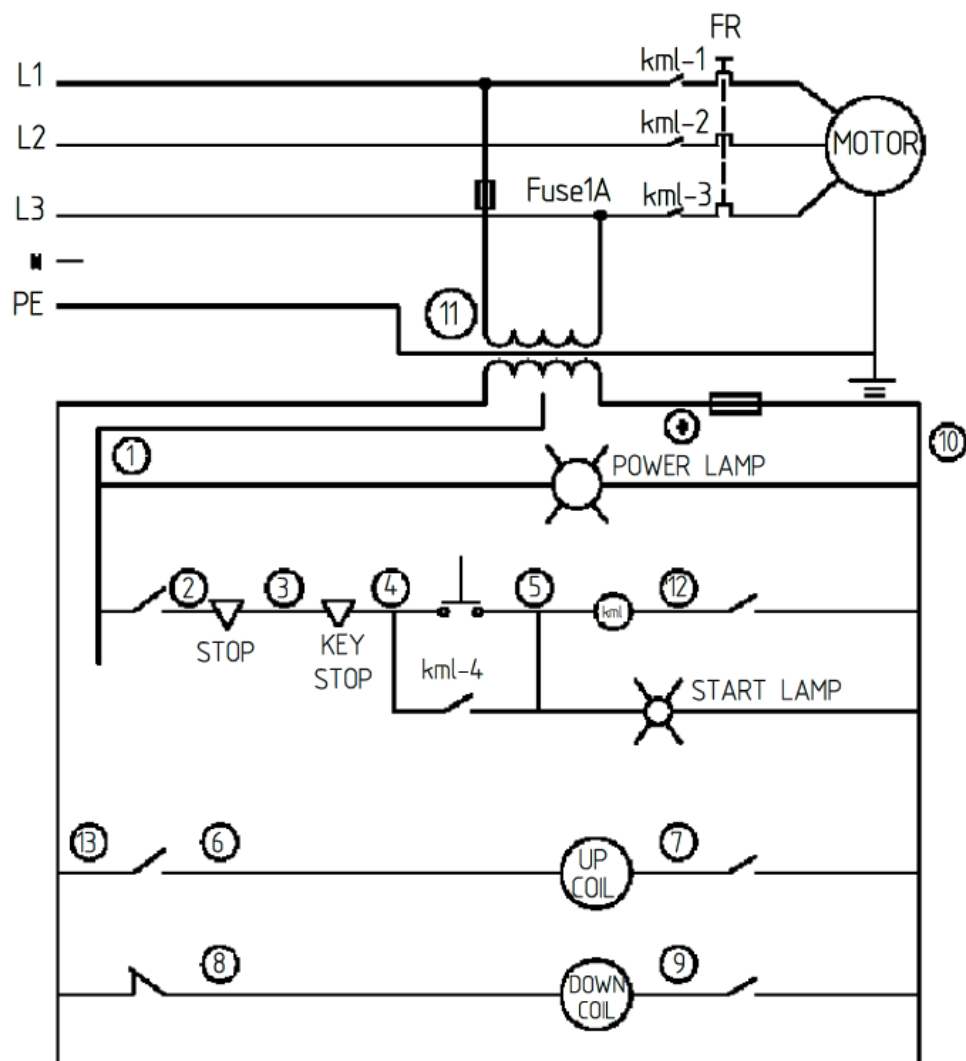 FR
kml-1
L1
kml-2
L2
MOTOR
Fuse1A
kml-3
L3
N
PE
11
1
10
POWER LAMP
2
3
4
5
12
kml
STOP
KEY
STOP
kml-4
START LAMP
13
6
7
UP
COIL
8
9
DOWN
COIL